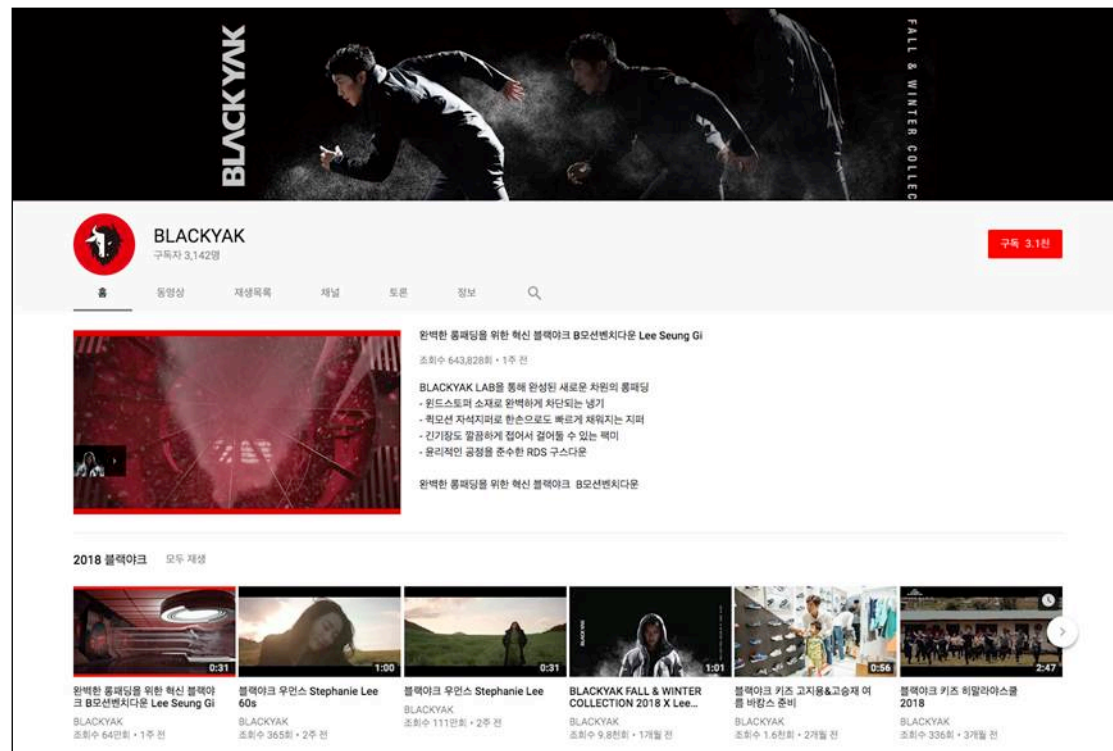 BLACKYAK
FALL & WINTER COLLEC
BLACKYAK
구독자 3,142명
구독 3.1천
홈 동영상 재생목록 채널 토론 정보
완벽한 롱패딩을 위한 혁신 블랙야크 B모션벤치다운 Lee Seung Gi
조회수 643,828회 • 1주 전
BLACKYAK LAB을 통해 완성된 새로운 차원의 롱패딩
- 윈드스토퍼 소재로 완벽하게 차단되는 냉기
- 퀵모션 자석지퍼로 한손으로도 빠르게 채워지는 지퍼
- 긴기장도 깔끔하게 접어서 걸어둘 수 있는 팩미
- 윤리적인 공정을 준수한 RDS 구스다운
완벽한 롱패딩을 위한 혁신 블랙야크 B모션벤치다운
2018 블랙야크 모두 재생
0:31
1:00
0:31
BLACKYAK
1:01
0:56
2:47
완벽한 롱패딩을 위한 혁신 블랙야
크 B모션벤치다운 Lee Seung Gi
BLACKYAK
조회수 64만회 • 1주 전
블랙야크 우먼스 Stephanie Lee
60s
BLACKYAK
조회수 365회 • 2주 전
블랙야크 우먼스 Stephanie Lee
BLACKYAK
조회수 111만회 • 2주 전
BLACKYAK FALL & WINTER
COLLECTION 2018 X Lee...
BLACKYAK
조회수 9.8천회 • 1개월 전
블랙야크 키즈 고지용&고승재 여
름 바캉스 준비
BLACKYAK
조회수 1.6천회 • 2개월 전
블랙야크 키즈 히말라야스쿨
2018
BLACKYAK
조회수 336회 • 3개월 전